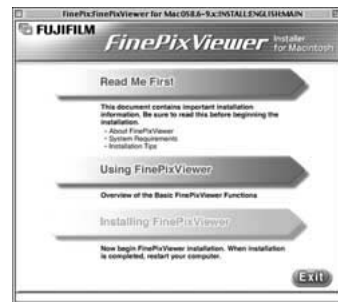 FinePix:FinePixViewer for MacOS8.6-9.x:INSTALL:ENGLISH:MAIN
FUJIFILM
FinePixViewer Installer for Macintosh
Read Me First
This document contains important installation
information. Be sure to read this before beginning the
installation.
- About FinePixViewer
- System Requirements
- Installation Tips
Using FinePixViewer
Overview of the Basic FinePixViewer Functions
Installing FinePixViewer
Now begin FinePixViewer installation. When installation
is completed, restart your computer.
Exit